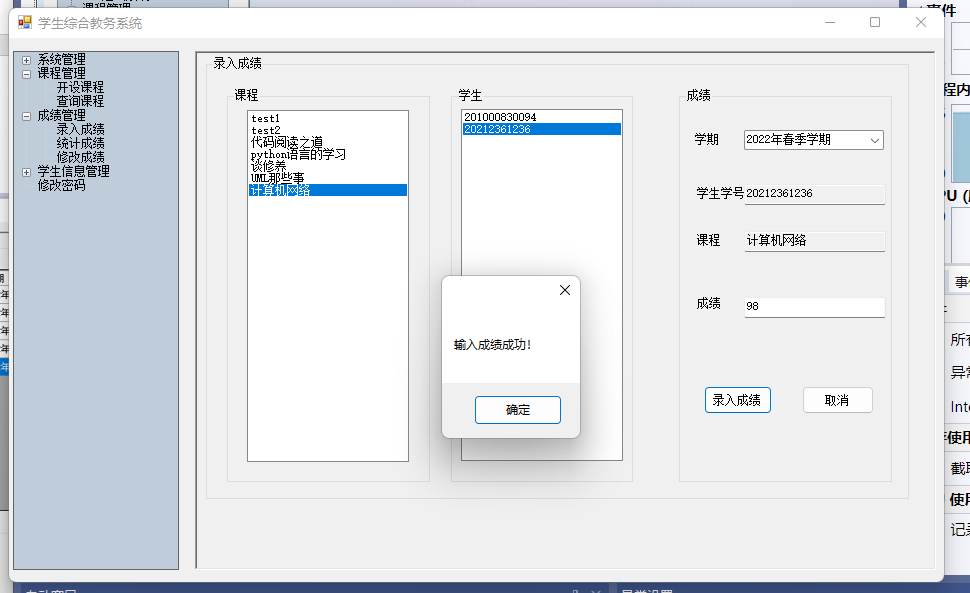 学生综合教务系统
系统管理
课程管理
开设课程
查询课程
成绩管理
录入成绩
统计成绩
修改成绩
学生信息管理
修改密码
录入成绩
课程
test1
test2
代码阅读之道
python语言的学习
谈修养
UML那些事
计算机网络
学生
201000830094
20212361236
成绩
学期
2022年春季学期
学生学号
20212361236
课程
计算机网络
成绩
98
录入成绩
取消
输入成绩成功!
确定
事件